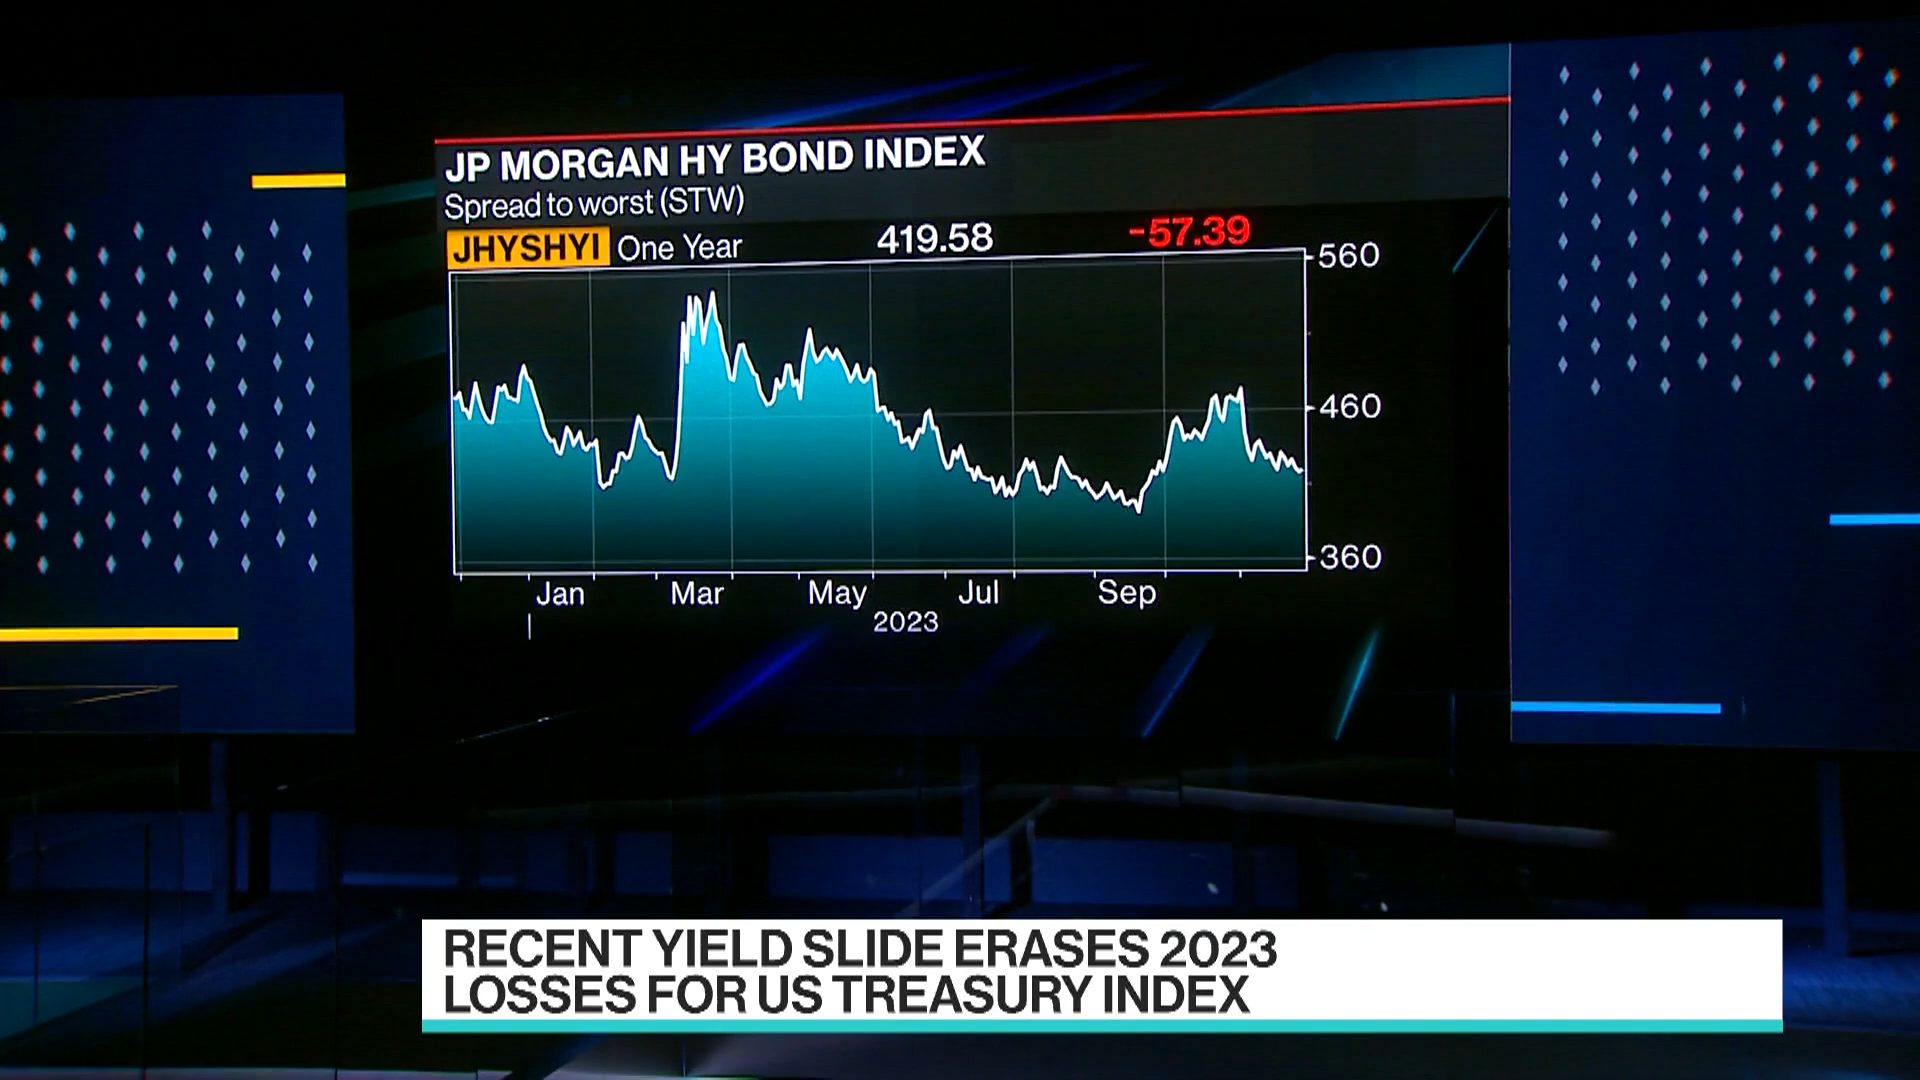 JP MORGAN HY BOND INDEX
Spread to worst (STW)
JHYSHYI One Year 419.58 -57.39
560
460
360
Jan Mar May Jul Sep
2023
RECENT YIELD SLIDE ERASES 2023
LOSSES FOR US TREASURY INDEX